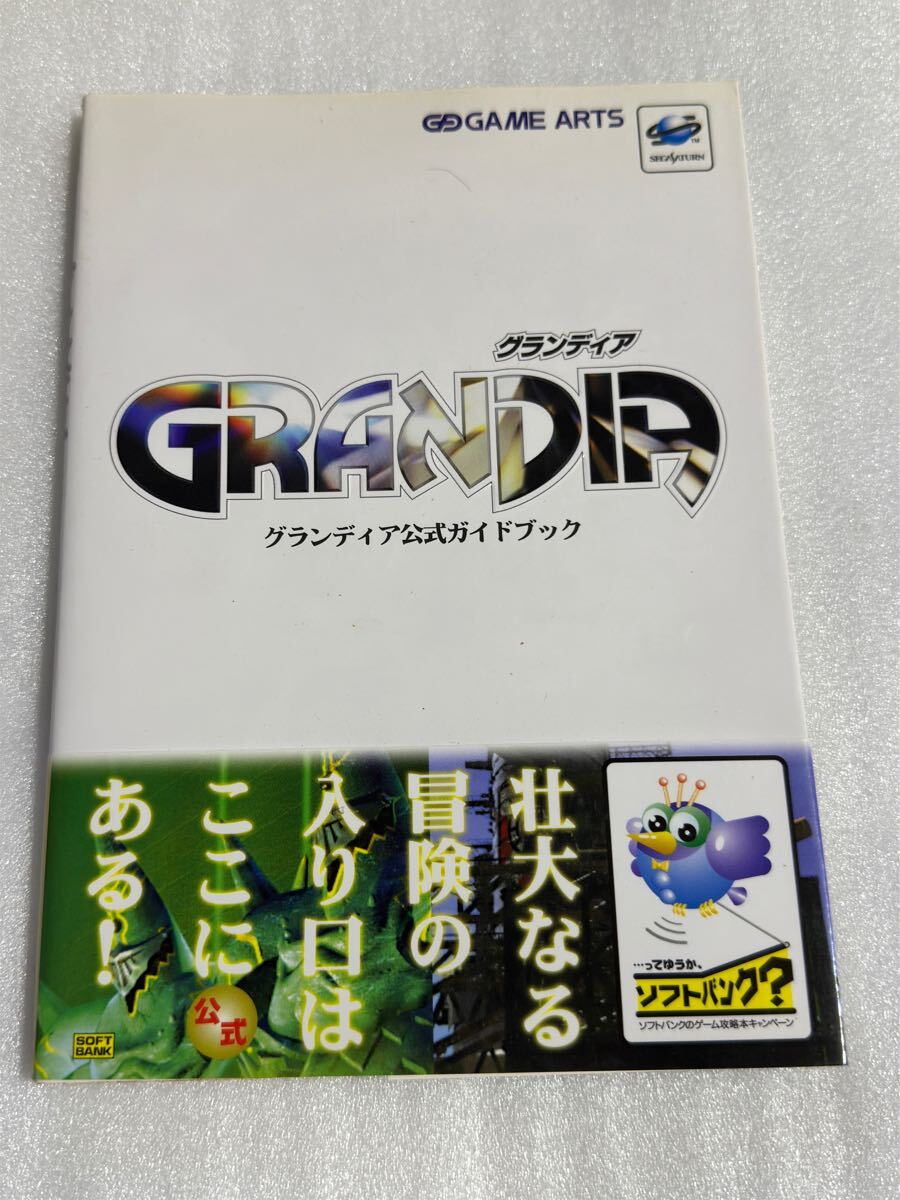 GAME ARTS
TM
SEGA SATURN
グランディア
GRANDIA
グランディア公式ガイドブック
壮大なる
冒険の
入り口は
ここに
ある!
公式
SOFT
BANK
…ってゆうか、
ソフトバンク?
ソフトバンクのゲーム攻略本キャンペーン